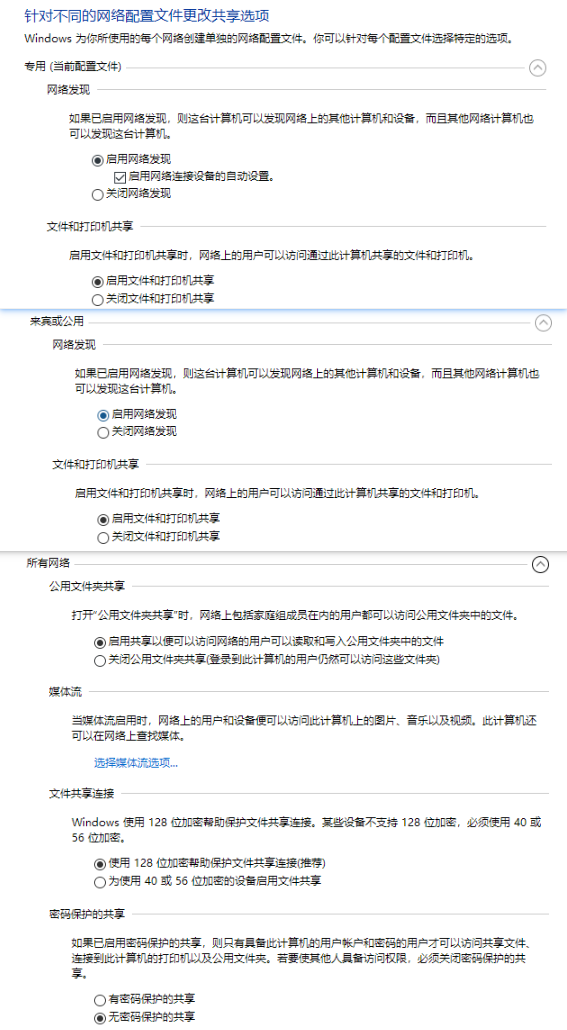 针对不同的网络配置文件更改共享选项
Windows 为你所使用的每个网络创建单独的网络配置文件。你可以针对每个配置文件选择特定的选项。
专用 (当前配置文件)
网络发现
如果已启用网络发现，则这台计算机可以发现网络上的其他计算机和设备，而且其他网络计算机也
可以发现这台计算机。
启用网络发现
启用网络连接设备的自动设置。
关闭网络发现
文件和打印机共享
启用文件和打印机共享时，网络上的用户可以访问通过此计算机共享的文件和打印机。
启用文件和打印机共享
关闭文件和打印机共享
来宾或公用
网络发现
如果已启用网络发现，则这台计算机可以发现网络上的其他计算机和设备，而且其他网络计算机也
可以发现这台计算机。
启用网络发现
关闭网络发现
文件和打印机共享
启用文件和打印机共享时，网络上的用户可以访问通过此计算机共享的文件和打印机。
启用文件和打印机共享
关闭文件和打印机共享
所有网络
公用文件夹共享
打开“公用文件夹共享”时，网络上包括家庭组成员在内的用户都可以访问公用文件夹中的文件。
启用共享以便可以访问网络的用户可以读取和写入公用文件夹中的文件
关闭公用文件夹共享(登录到此计算机的用户仍然可以访问这些文件夹)
媒体流
当媒体流启用时，网络上的用户和设备便可以访问此计算机上的图片、音乐以及视频。此计算机还
可以在网络上查找媒体。
选择媒体流选项...
文件共享连接
Windows 使用 128 位加密帮助保护文件共享连接。某些设备不支持 128 位加密，必须使用 40 或
56 位加密。
使用 128 位加密帮助保护文件共享连接(推荐)
为使用 40 或 56 位加密的设备启用文件共享
密码保护的共享
如果已启用密码保护的共享，则只有具备此计算机的用户帐户和密码的用户才可以访问共享文件、
连接到此计算机的打印机以及公用文件夹。若要使其他人具备访问权限，必须关闭密码保护的共
享。
有密码保护的共享
无密码保护的共享